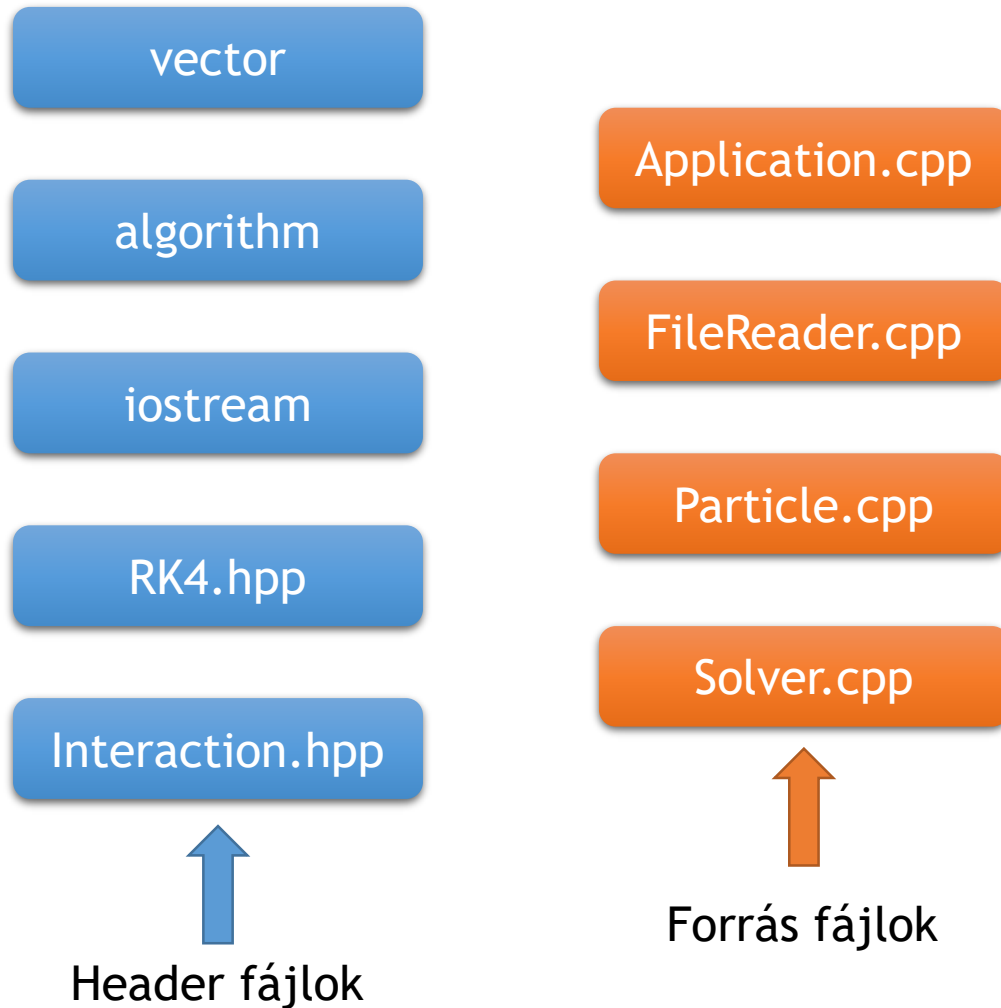 vector
algorithm
iostream
RK4.hpp
Interaction.hpp
Header fájlok
Application.cpp
FileReader.cpp
Particle.cpp
Solver.cpp
Forrás fájlok